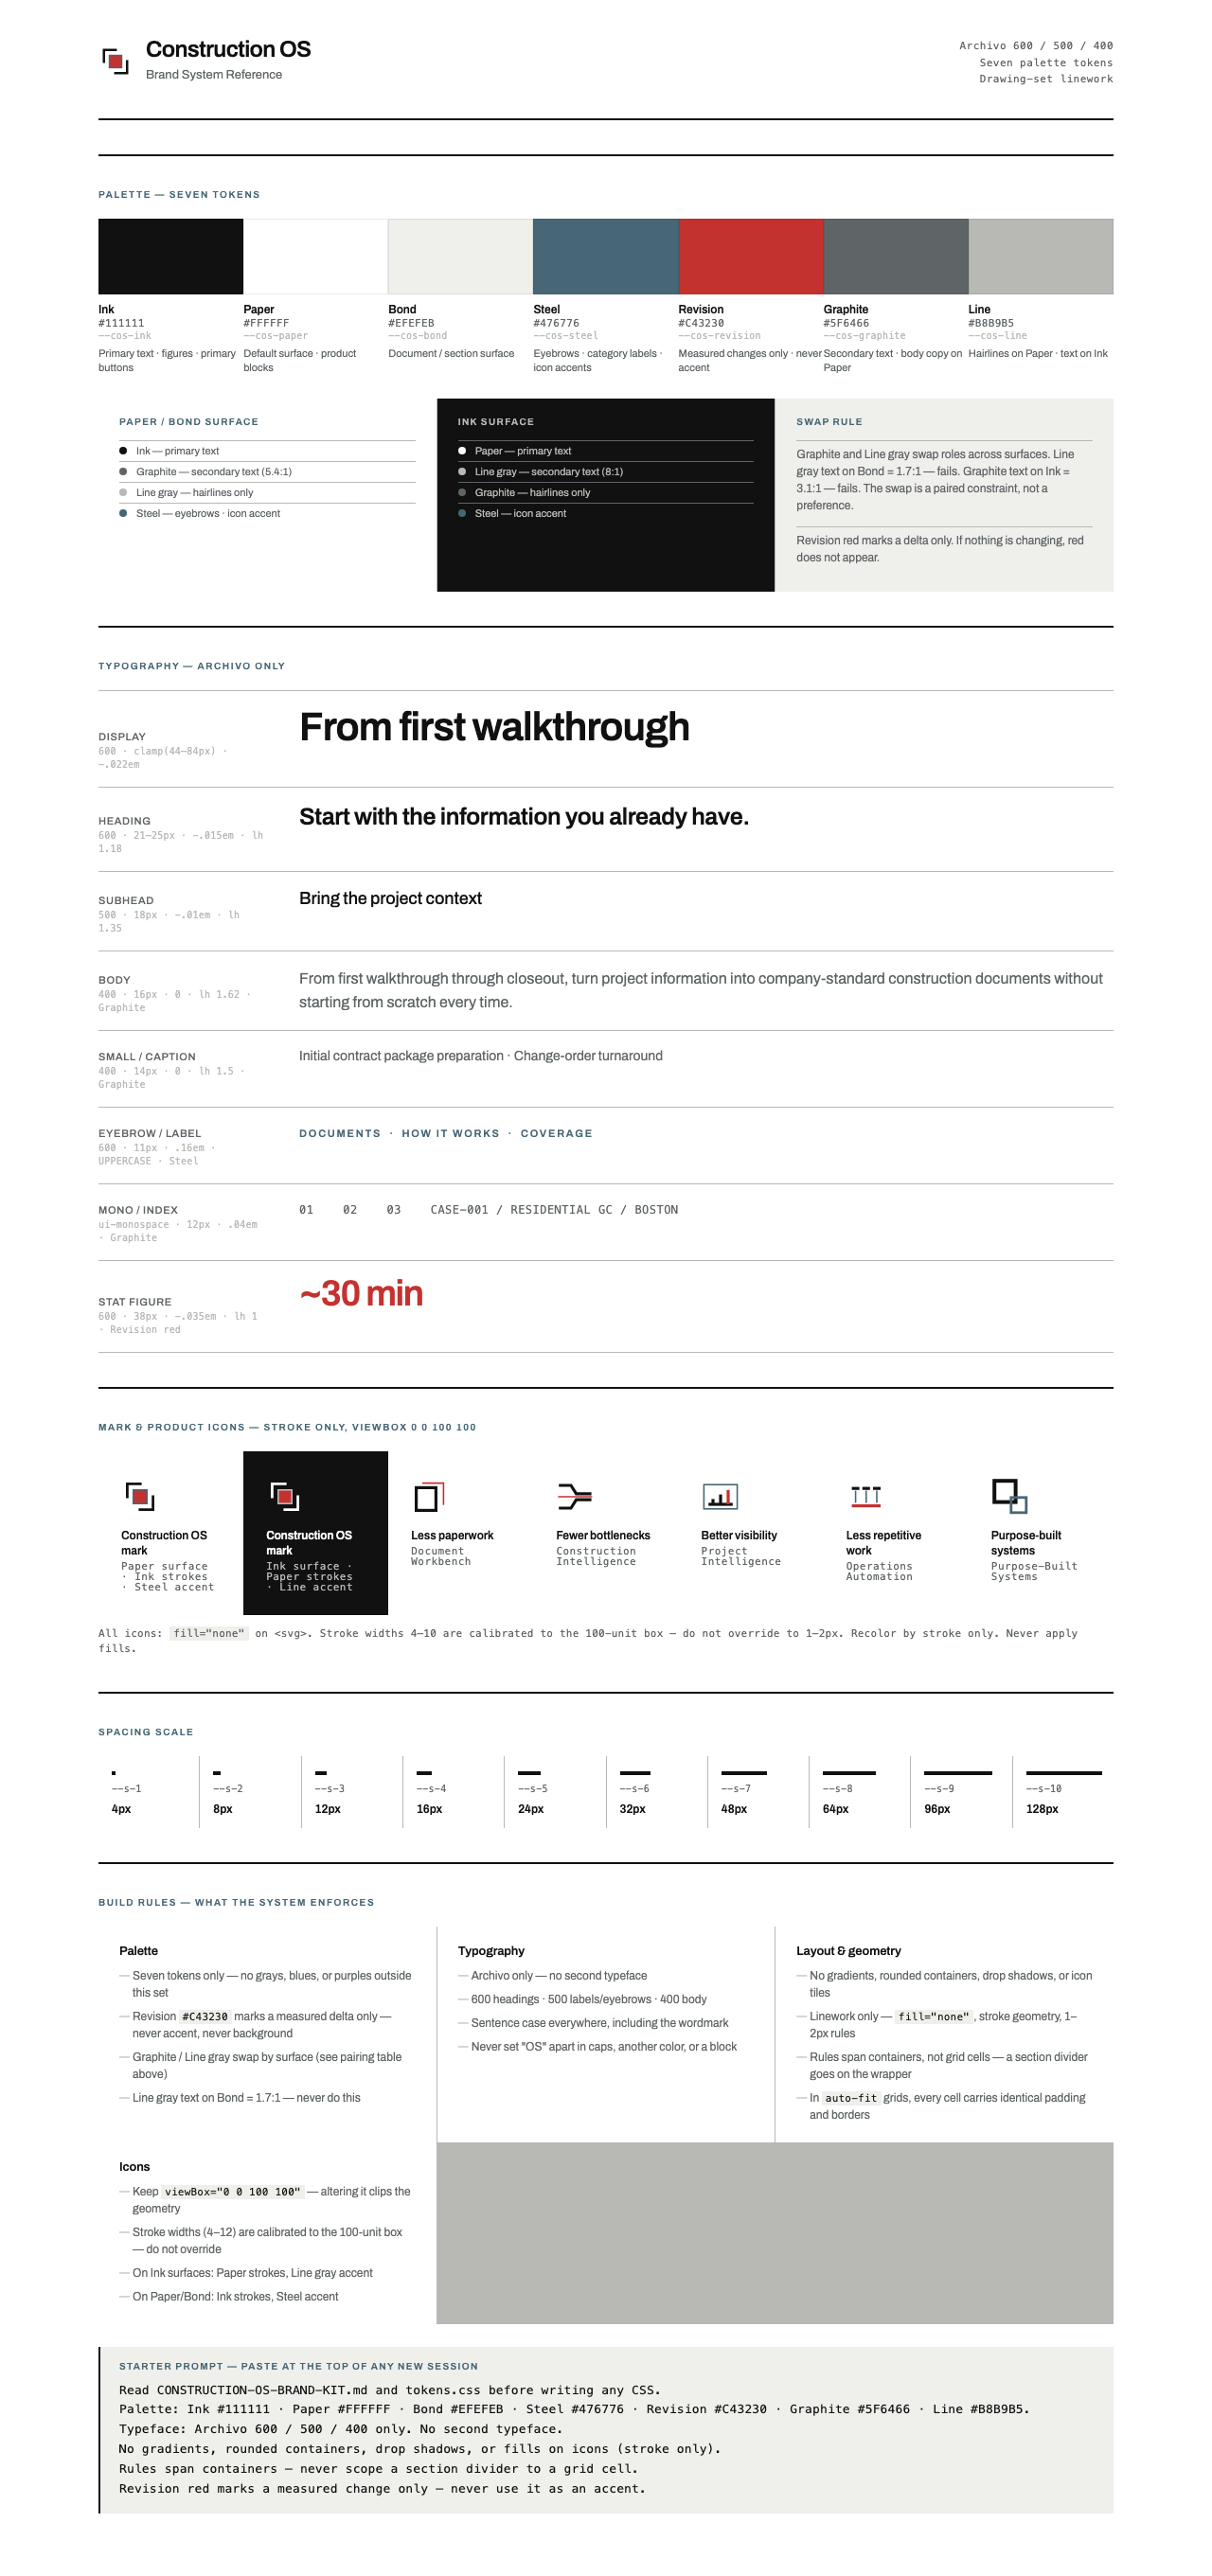 Construction OS
Brand System Reference
Archivo 600 / 500 / 400
Seven palette tokens
Drawing-set linework
PALETTE — SEVEN TOKENS
Ink
#111111
--cos-ink
Primary text · figures · primary
buttons
Paper
#FFFFFF
--cos-paper
Default surface · product
blocks
Bond
#EFEFEB
--cos-bond
Document / section surface
Steel
#476776
--cos-steel
Eyebrows · category labels ·
icon accents
Revision
#C43230
--cos-revision
Measured changes only · never
accent
Graphite
#5F6466
--cos-graphite
Secondary text · body copy on
Paper
Line
#B8B9B5
--cos-line
Hairlines on Paper · text on Ink
PAPER / BOND SURFACE
Ink — primary text
Graphite — secondary text (5.4:1)
Line gray — hairlines only
Steel — eyebrows · icon accent
INK SURFACE
Paper — primary text
Line gray — secondary text (8:1)
Graphite — hairlines only
Steel — icon accent
SWAP RULE
Graphite and Line gray swap roles across surfaces. Line
gray text on Bond = 1.7:1 — fails. Graphite text on Ink =
3.1:1 — fails. The swap is a paired constraint, not a
preference.
Revision red marks a delta only. If nothing is changing, red
does not appear.
TYPOGRAPHY — ARCHIVO ONLY
DISPLAY
600 · clamp(44–84px) ·
−.022em
From first walkthrough
HEADING
600 · 21–25px · −.015em · lh
1.18
Start with the information you already have.
SUBHEAD
500 · 18px · −.01em · lh
1.35
Bring the project context
BODY
400 · 16px · 0 · lh 1.62 ·
Graphite
From first walkthrough through closeout, turn project information into company-standard construction documents without
starting from scratch every time.
SMALL / CAPTION
400 · 14px · 0 · lh 1.5 ·
Graphite
Initial contract package preparation · Change-order turnaround
EYEBROW / LABEL
600 · 11px · .16em ·
UPPERCASE · Steel
DOCUMENTS · HOW IT WORKS · COVERAGE
MONO / INDEX
ui-monospace · 12px · .04em
· Graphite
01 02 03 CASE-001 / RESIDENTIAL GC / BOSTON
STAT FIGURE
600 · 38px · −.035em · lh 1
· Revision red
~30 min
MARK & PRODUCT ICONS — STROKE ONLY, VIEWBOX 0 0 100 100
Construction OS
mark
Paper surface
· Ink strokes
· Steel accent
Construction OS
mark
Ink surface ·
Paper strokes
· Line accent
Less paperwork
Document
Workbench
Fewer bottlenecks
Construction
Intelligence
Better visibility
Project
Intelligence
Less repetitive
work
Operations
Automation
Purpose-built
systems
Purpose-Built
Systems
All icons: fill="none" on <svg>. Stroke widths 4–10 are calibrated to the 100-unit box — do not override to 1–2px. Recolor by stroke only. Never apply
fills.
SPACING SCALE
--s-1
4px
--s-2
8px
--s-3
12px
--s-4
16px
--s-5
24px
--s-6
32px
--s-7
48px
--s-8
64px
--s-9
96px
--s-10
128px
BUILD RULES — WHAT THE SYSTEM ENFORCES
Palette
— Seven tokens only — no grays, blues, or purples outside
this set
— Revision #C43230 marks a measured delta only —
never accent, never background
— Graphite / Line gray swap by surface (see pairing table
above)
— Line gray text on Bond = 1.7:1 — never do this
Typography
— Archivo only — no second typeface
— 600 headings · 500 labels/eyebrows · 400 body
— Sentence case everywhere, including the wordmark
— Never set "OS" apart in caps, another color, or a block
Layout & geometry
— No gradients, rounded containers, drop shadows, or icon
tiles
— Linework only — fill="none", stroke geometry, 1–
2px rules
— Rules span containers, not grid cells — a section divider
goes on the wrapper
— In auto-fit grids, every cell carries identical padding
and borders
Icons
— Keep viewBox="0 0 100 100" — altering it clips the
geometry
— Stroke widths (4–12) are calibrated to the 100-unit box
— do not override
— On Ink surfaces: Paper strokes, Line gray accent
— On Paper/Bond: Ink strokes, Steel accent
STARTER PROMPT — PASTE AT THE TOP OF ANY NEW SESSION
Read CONSTRUCTION-OS-BRAND-KIT.md and tokens.css before writing any CSS.
Palette: Ink #111111 · Paper #FFFFFF · Bond #EFEFEB · Steel #476776 · Revision #C43230 · Graphite #5F6466 · Line #B8B9B5.
Typeface: Archivo 600 / 500 / 400 only. No second typeface.
No gradients, rounded containers, drop shadows, or fills on icons (stroke only).
Rules span containers — never scope a section divider to a grid cell.
Revision red marks a measured change only — never use it as an accent.